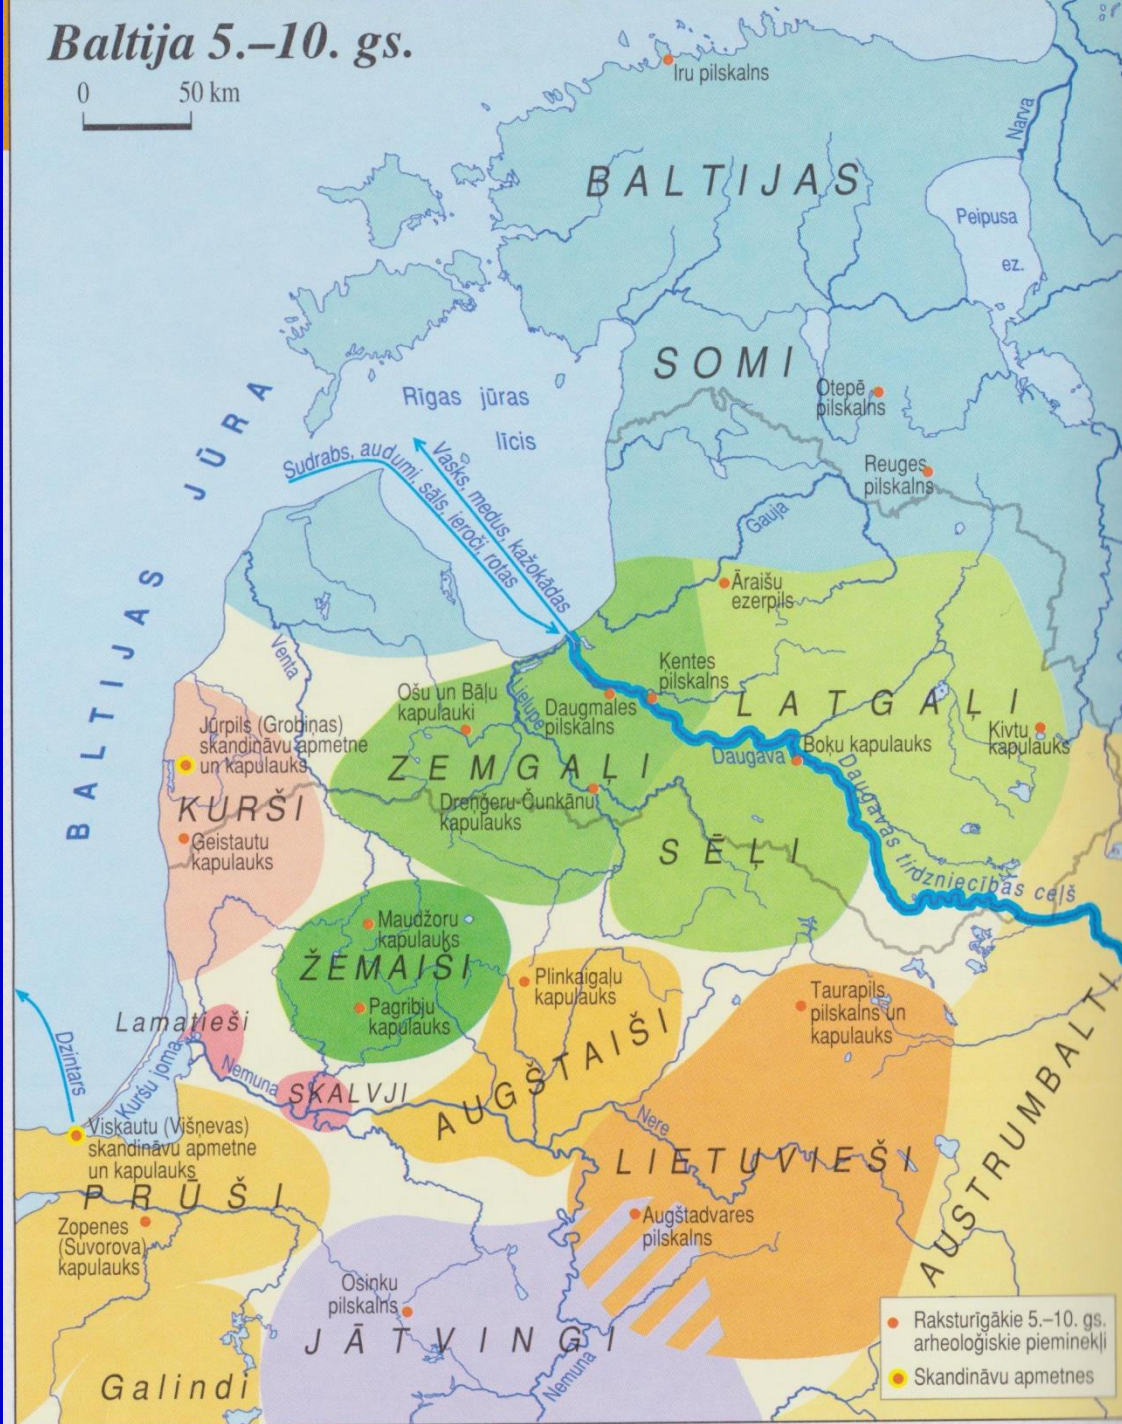 Baltija 5.–10. gs.
0 50 km
Iru pilskalns
Narva
BALTIJAS
Peipusa
ez.
SOMI
Otepē
pilskalns
Reuges
pilskalns
Rīgas jūras
līcis
BALTIJAS JŪRA
Sudrabs, audumi, sāls, ieroči, rotas
Vasks, medus, kažokādas
Gauja
Āraišu
ezerpils
Venta
Lielupe
Ķentes
pilskalns
Ošu un Bāļu
kapulauki
Daugmales
pilskalns
LATGAĻI
Kivtu
kapulauks
Jūrpils (Grobiņas)
skandināvu apmetne
un kapulauks
Daugava
Boķu kapulauks
ZEMGAĻI
KURŠI
Dreņģeru-Čunkānu
kapulauks
Daugavas tirdzniecības ceļš
Ģeistautu
kapulauks
SĒĻI
Maudžoru
kapulauks
ŽEMAIŠI
Plinkaigaļu
kapulauks
Pagribju
kapulauks
Taurapils
pilskalns un
kapulauks
Lamatieši
Dzintars
Kuršu joma
Nemuna
SKALVJI
AUGŠTAIŠI
Nere
AUSTRUMBALTI
Viskautu (Višņevas)
skandināvu apmetne
un kapulauks
LIETUVIEŠI
PRŪŠI
Zopenes
(Suvorova)
kapulauks
Augštadvares
pilskalns
Osinku
pilskalns
JĀTVINGI
Nemuna
Galindi
Raksturīgākie 5.–10. gs.
arheoloģiskie pieminekļi
Skandināvu apmetnes